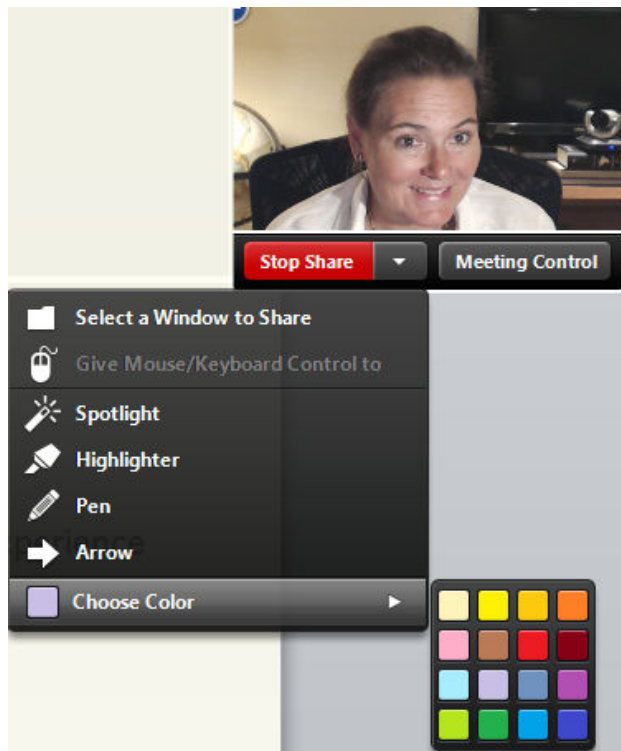 Stop Share
Meeting Control
Select a Window to Share
Give Mouse/Keyboard Control to
Spotlight
Highlighter
Pen
Arrow
Choose Color